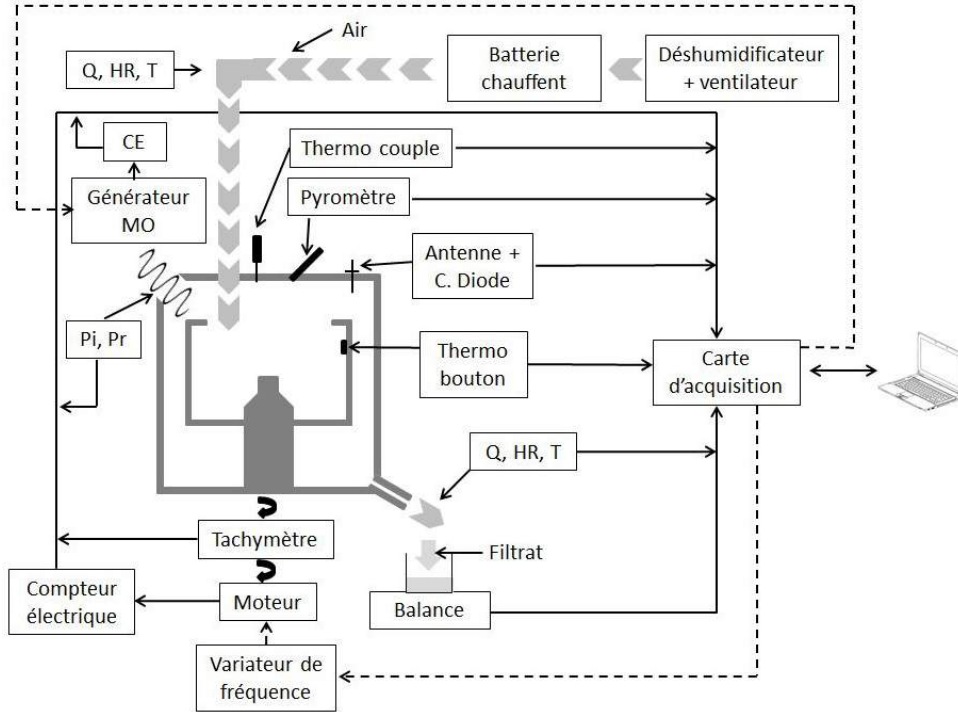 Air
Q, HR, T
Batterie
chauffent
Déshumidificateur
+ ventilateur
CE
Thermo couple
Générateur
MO
Pyromètre
Antenne +
C. Diode
Pi, Pr
Thermo
bouton
Carte
d'acquisition
Q, HR, T
Tachymètre
Filtrat
Compteur
électrique
Moteur
Balance
Variateur de
fréquence